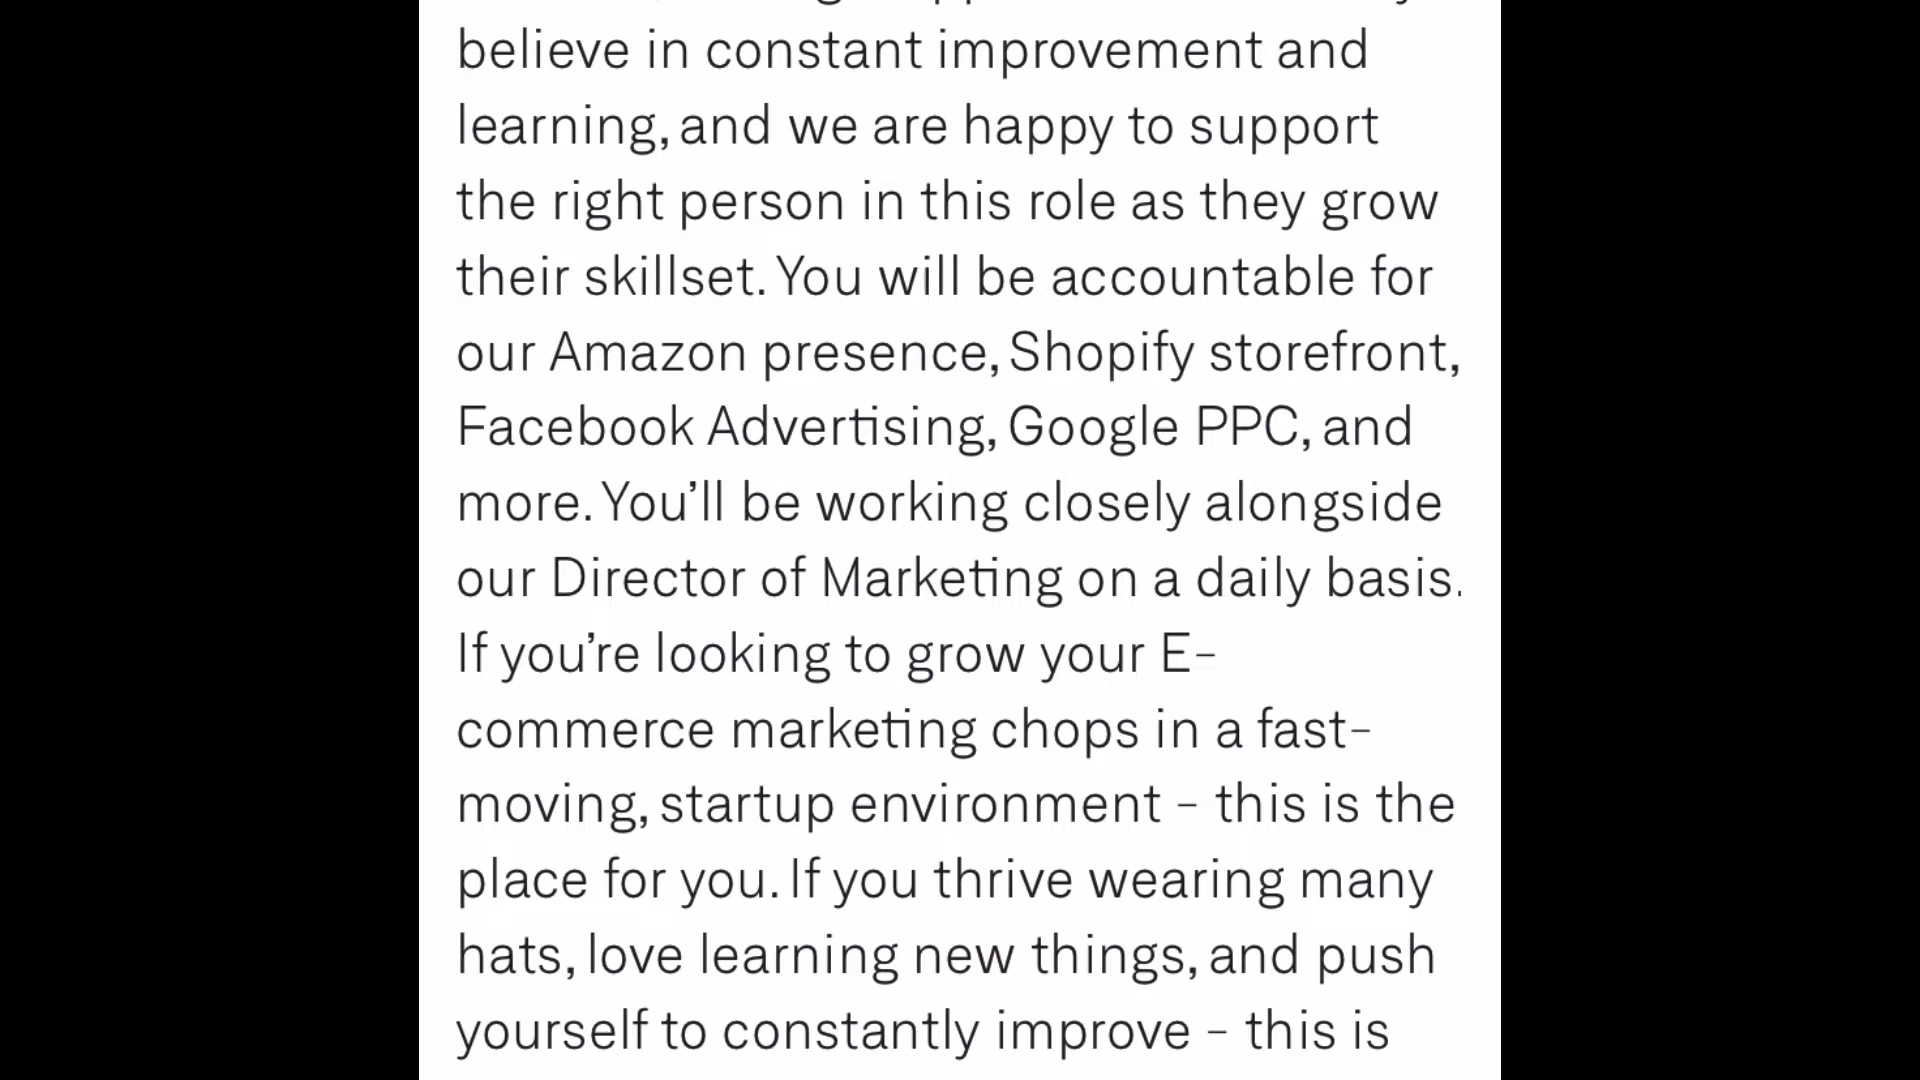 believe in constant improvement and
learning, and we are happy to support
the right person in this role as they grow
their skillset. You will be accountable for
our Amazon presence, Shopify storefront,
Facebook Advertising, Google PPC, and
more. You’ll be working closely alongside
our Director of Marketing on a daily basis.
If you’re looking to grow your E-
commerce marketing chops in a fast-
moving, startup environment - this is the
place for you. If you thrive wearing many
hats, love learning new things, and push
yourself to constantly improve - this is